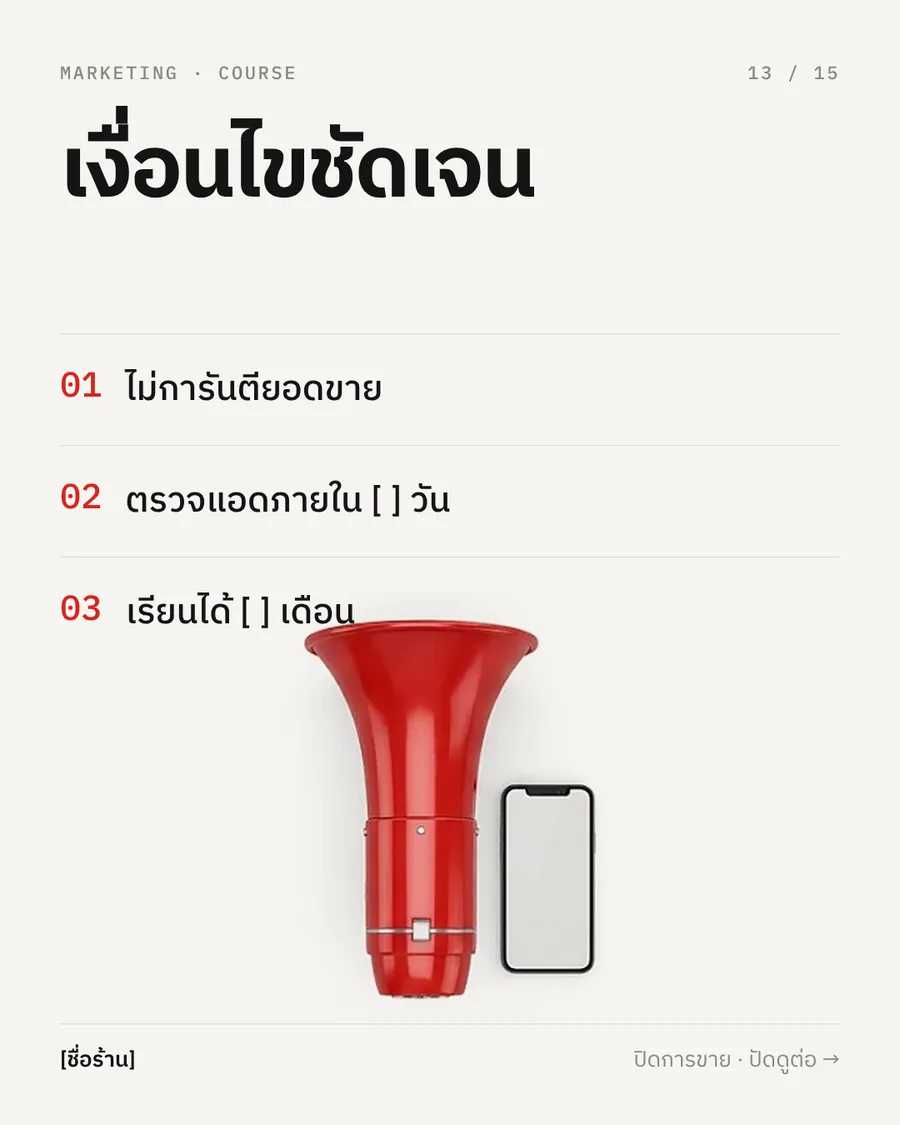 MARKETING · COURSE
13 / 15
เงื่อนไขชัดเจน
01 ไม่การันตียอดขาย
02 ตรวจแอดภายใน [ ] วัน
03 เรียนได้ [ ] เดือน
[ชื่อร้าน]
ปิดการขาย · ปัดดูต่อ →